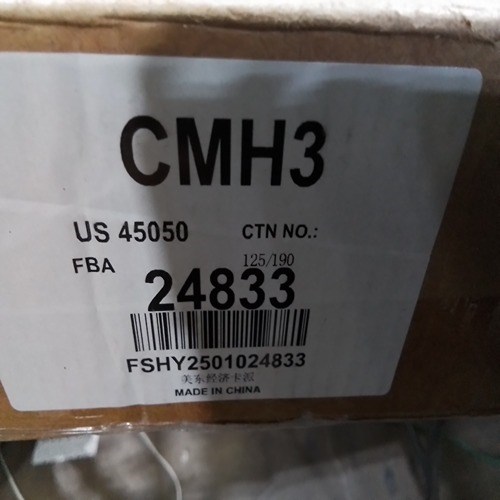 CMH3
US 45050 CTN NO.:
FBA 125/190
24833
FSHY2501024833
美东经济卡派
MADE IN CHINA